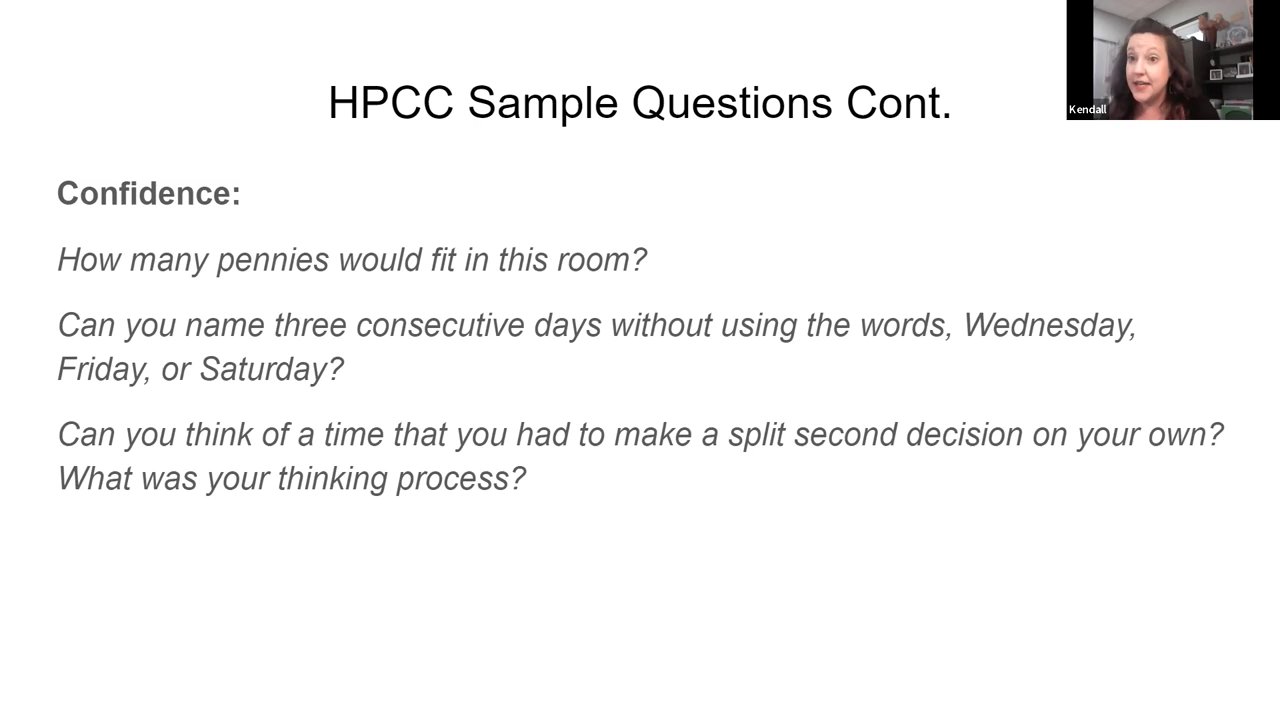 HPCC Sample Questions Cont.
Kendall
Confidence:
How many pennies would fit in this room?
Can you name three consecutive days without using the words, Wednesday,
Friday, or Saturday?
Can you think of a time that you had to make a split second decision on your own?
What was your thinking process?